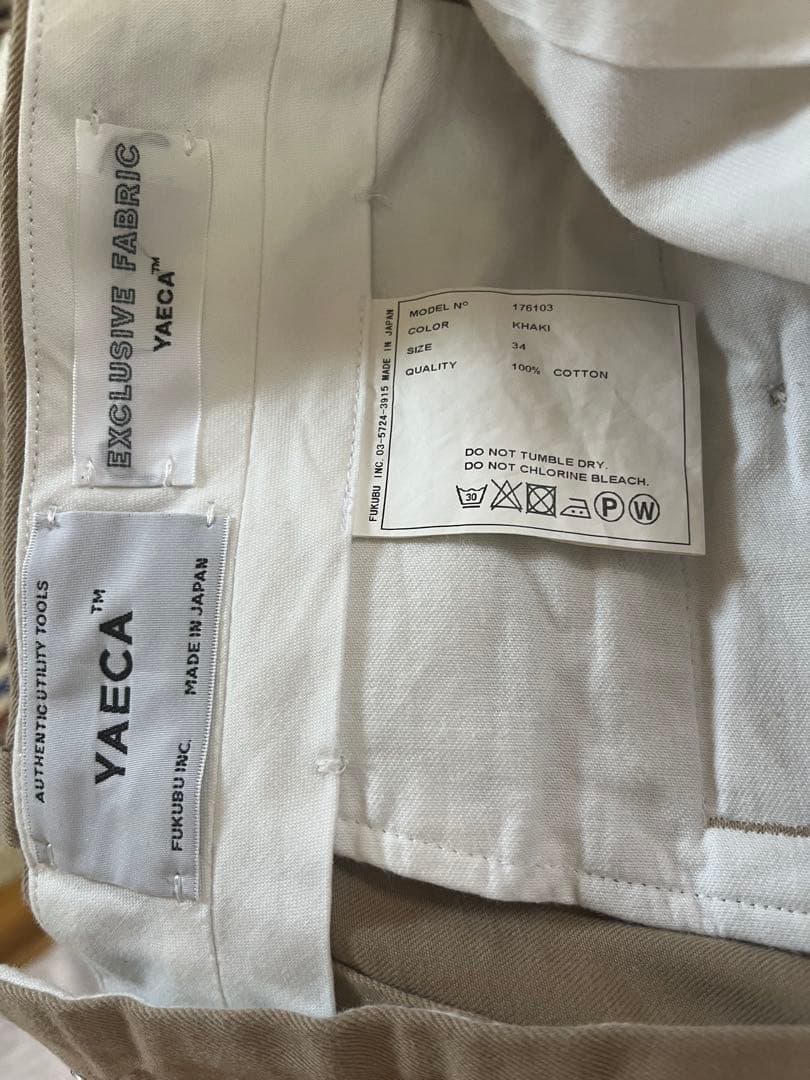 EXCLUSIVE FABRIC
YAECA™
AUTHENTIC UTILITY TOOLS
YAECA™
FUKUBU INC. MADE IN JAPAN
FUKUBU INC. 03-5724-3915 MADE IN JAPAN
MODEL Nº 176103
COLOR KHAKI
SIZE 34
QUALITY 100% COTTON
DO NOT TUMBLE DRY.
DO NOT CHLORINE BLEACH.
30 P W